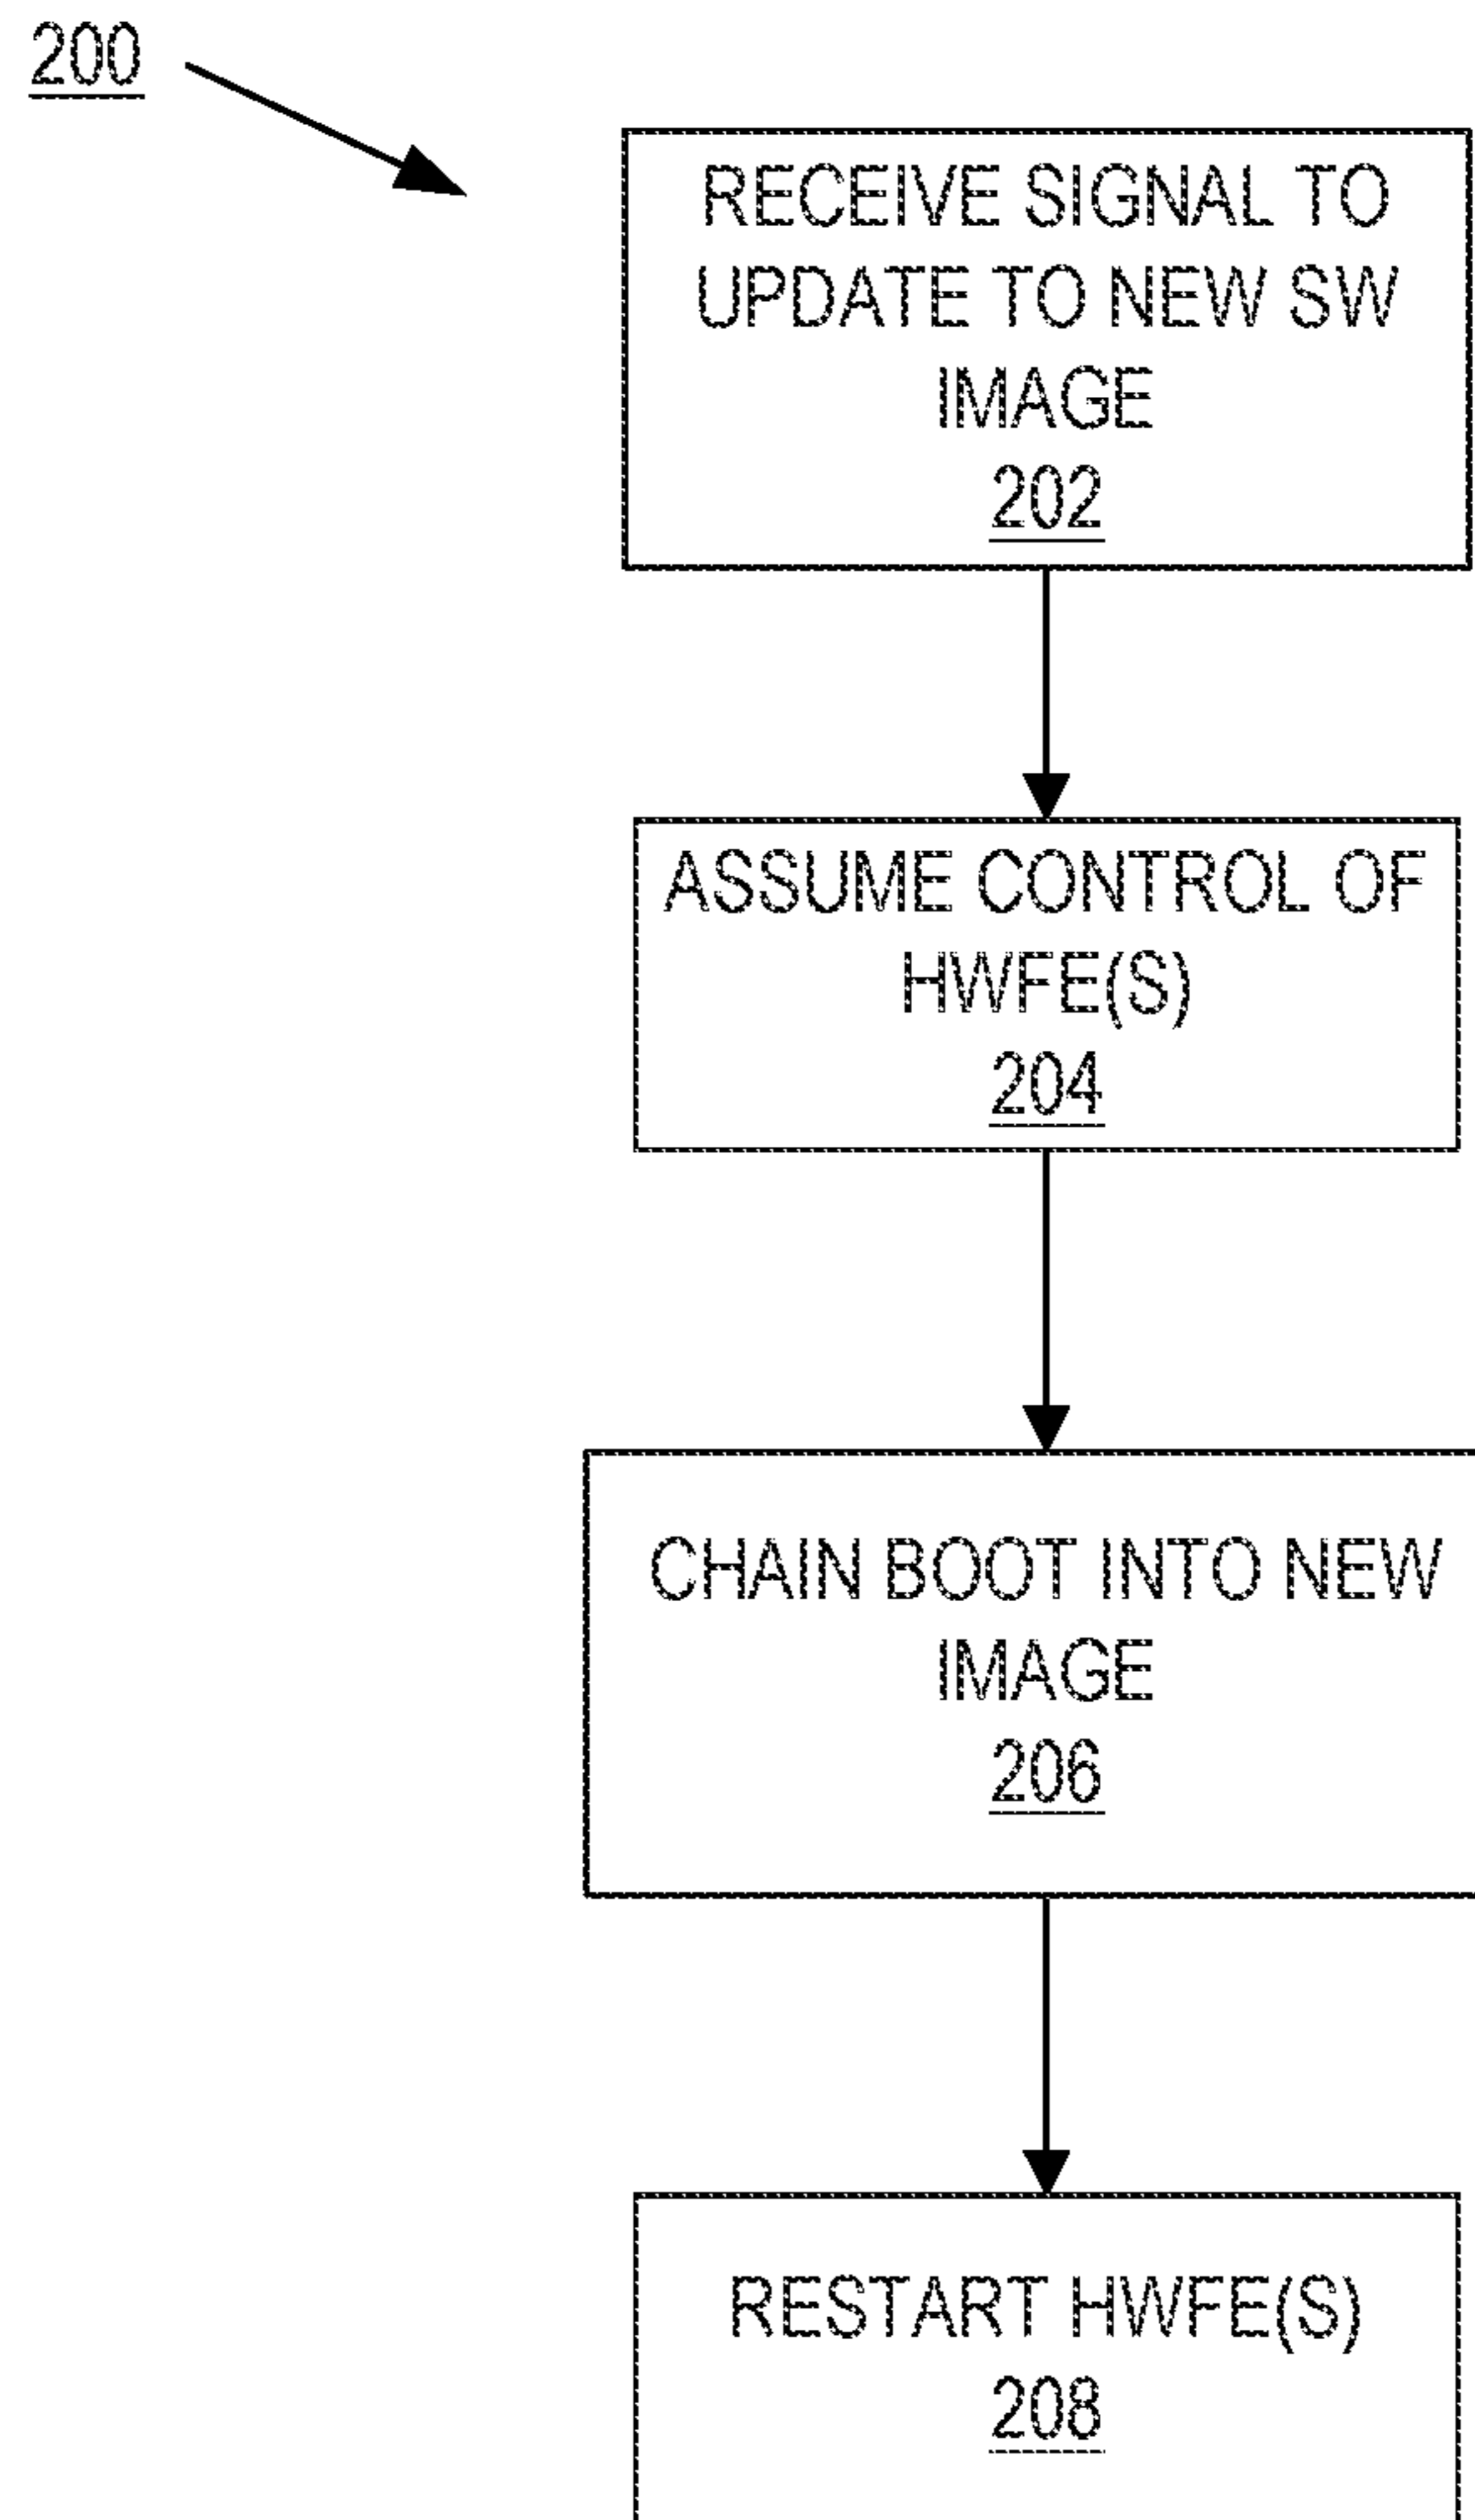 200
RECEIVE SIGNAL TO
UPDATE TO NEW SW
IMAGE
202
ASSUME CONTROL OF
HWFE(S)
204
CHAIN BOOT INTO NEW
IMAGE
206
RESTART HWFE(S)
208